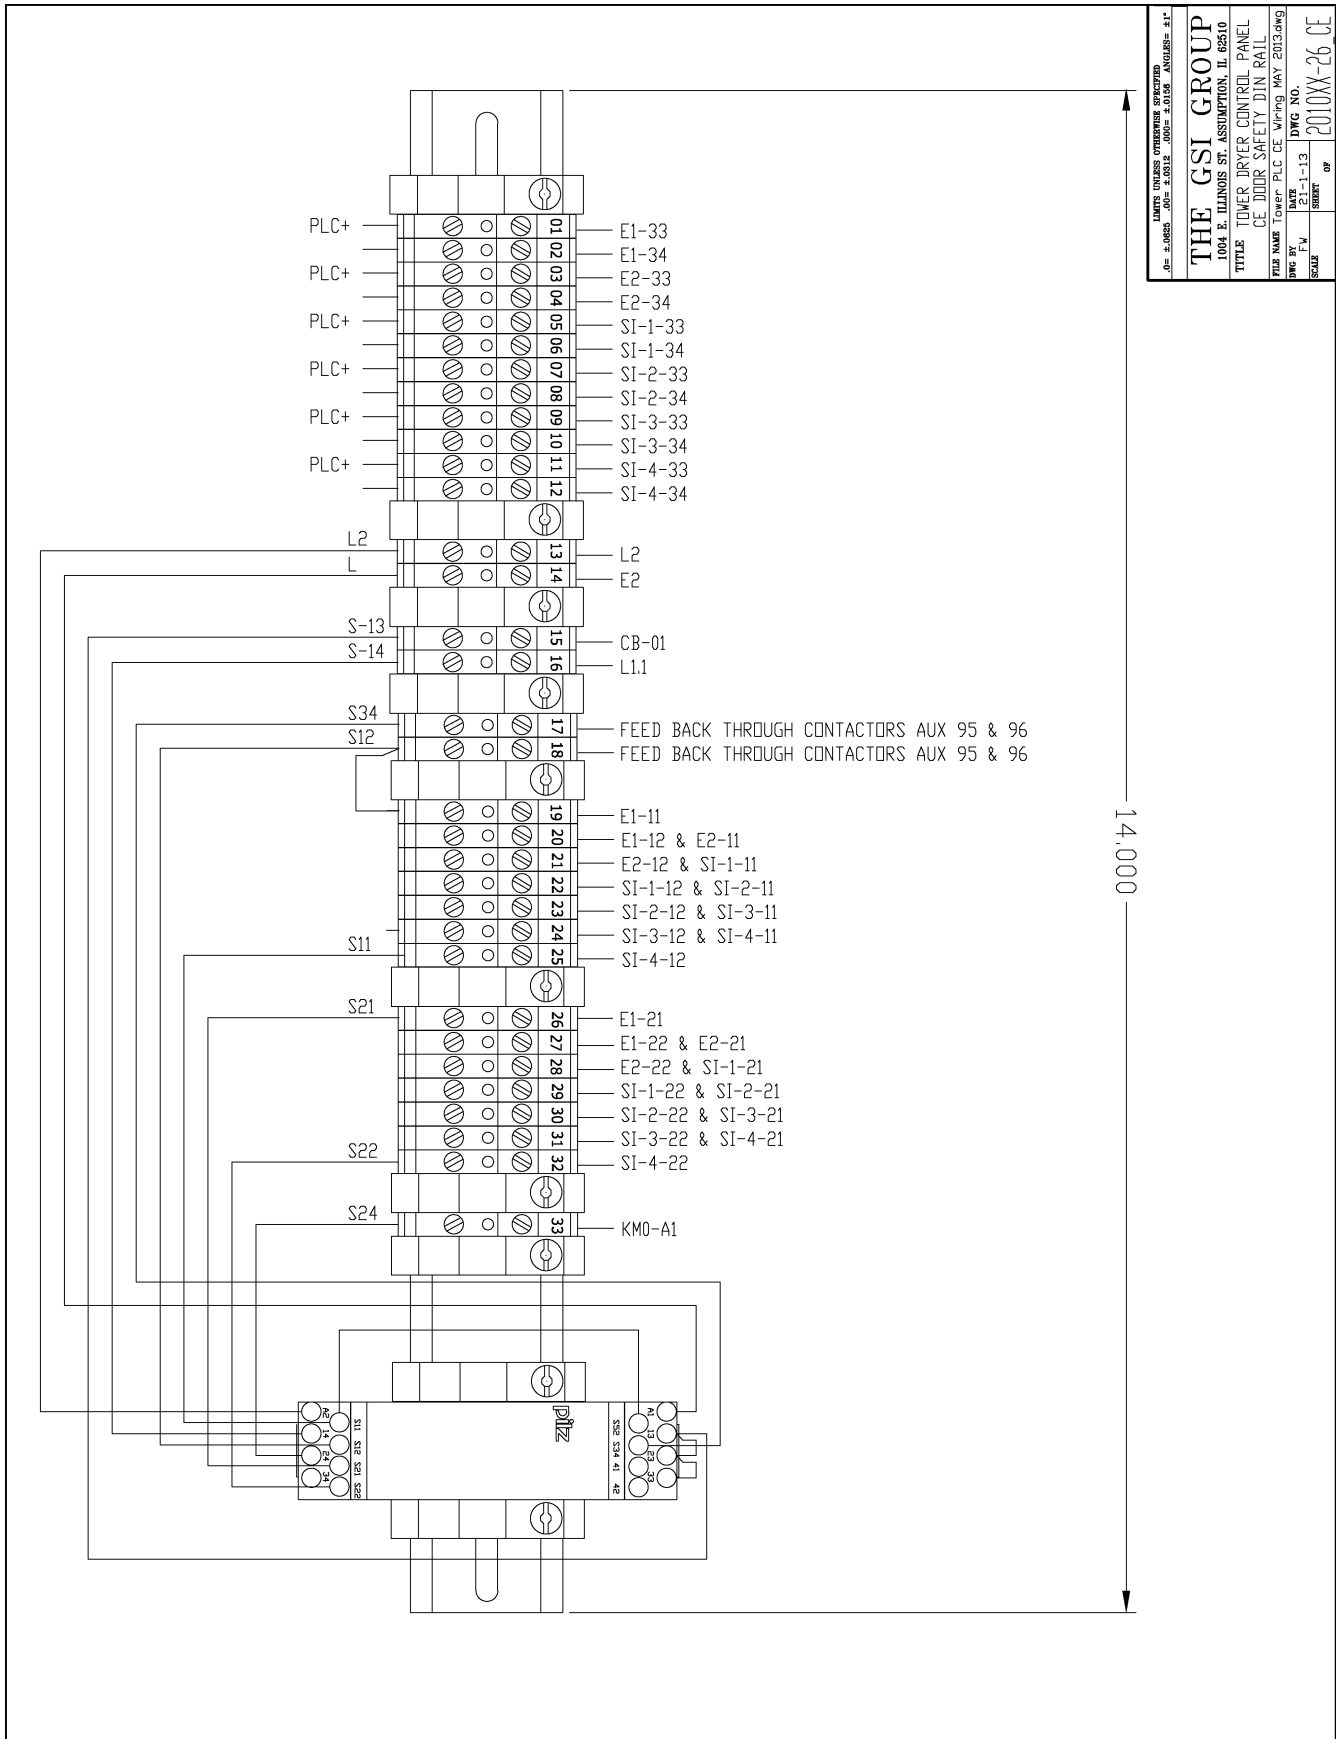 LIMITS UNLESS OTHERWISE SPECIFIED
.0= ±.0625 .00= ±.0312 .000= ±.0156 ANGLES= ±1°
THE GSI GROUP
1004 E. ILLINOIS ST. ASSUMPTION, IL 62510
TITLE TOWER DRYER CONTROL PANEL
CE DOOR SAFETY DIN RAIL
FILE NAME Tower PLC CE Wiring MAY 2013.dwg
DWG BY FW
DATE 21-1-13
DWG NO. 2010XX-26_CE
SCALE
SHEET OF
PLC+ 01 E1-33
02 E1-34
PLC+ 03 E2-33
04 E2-34
PLC+ 05 SI-1-33
06 SI-1-34
PLC+ 07 SI-2-33
08 SI-2-34
PLC+ 09 SI-3-33
10 SI-3-34
PLC+ 11 SI-4-33
12 SI-4-34
L2 13 L2
L 14 E2
S-13 15 CB-01
S-14 16 L1.1
S34 17 FEED BACK THROUGH CONTACTORS AUX 95 & 96
S12 18 FEED BACK THROUGH CONTACTORS AUX 95 & 96
19 E1-11
20 E1-12 & E2-11
21 E2-12 & SI-1-11
22 SI-1-12 & SI-2-11
23 SI-2-12 & SI-3-11
24 SI-3-12 & SI-4-11
S11 25 SI-4-12
S21 26 E1-21
27 E1-22 & E2-21
28 E2-22 & SI-1-21
29 SI-1-22 & SI-2-21
30 SI-2-22 & SI-3-21
31 SI-3-22 & SI-4-21
S22 32 SI-4-22
S24 33 KM0-A1
14.000
pilz
A2 14 24 34
S11 S12 S21 S22
S52 S34 41 42
A1 13 23 33